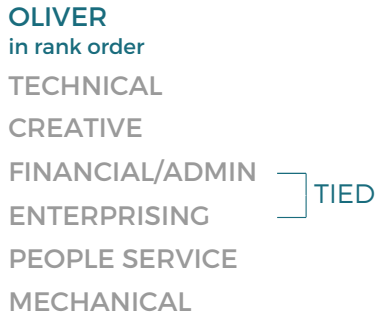 OLIVER
in rank order
TECHNICAL
CREATIVE
FINANCIAL/ADMIN
TIED
ENTERPRISING
PEOPLE SERVICE
MECHANICAL